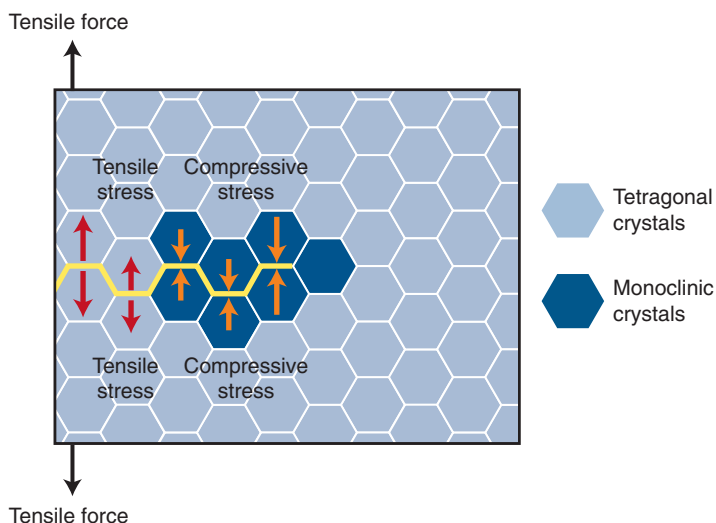 Tensile force
Tensile
stress
Compressive
stress
Tetragonal
crystals
Monoclinic
crystals
Tensile
stress
Compressive
stress
Tensile force